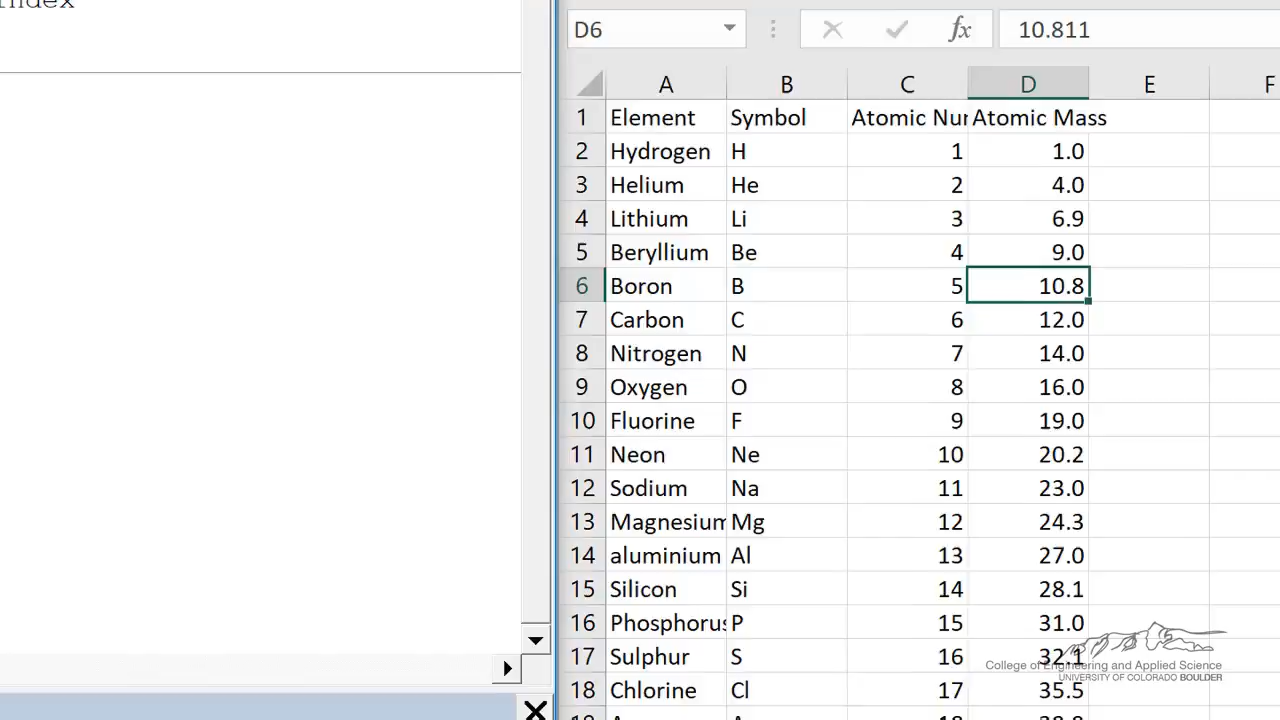 index
D6
fx
10.811
A B C D E F
1 Element Symbol Atomic Nur Atomic Mass
2 Hydrogen H 1 1.0
3 Helium He 2 4.0
4 Lithium Li 3 6.9
5 Beryllium Be 4 9.0
6 Boron B 5 10.8
7 Carbon C 6 12.0
8 Nitrogen N 7 14.0
9 Oxygen O 8 16.0
10 Fluorine F 9 19.0
11 Neon Ne 10 20.2
12 Sodium Na 11 23.0
13 Magnesium Mg 12 24.3
14 aluminium Al 13 27.0
15 Silicon Si 14 28.1
16 Phosphorus P 15 31.0
17 Sulphur S 16 32.1
College of Engineering and Applied Science
UNIVERSITY OF COLORADO BOULDER
18 Chlorine Cl 17 35.5